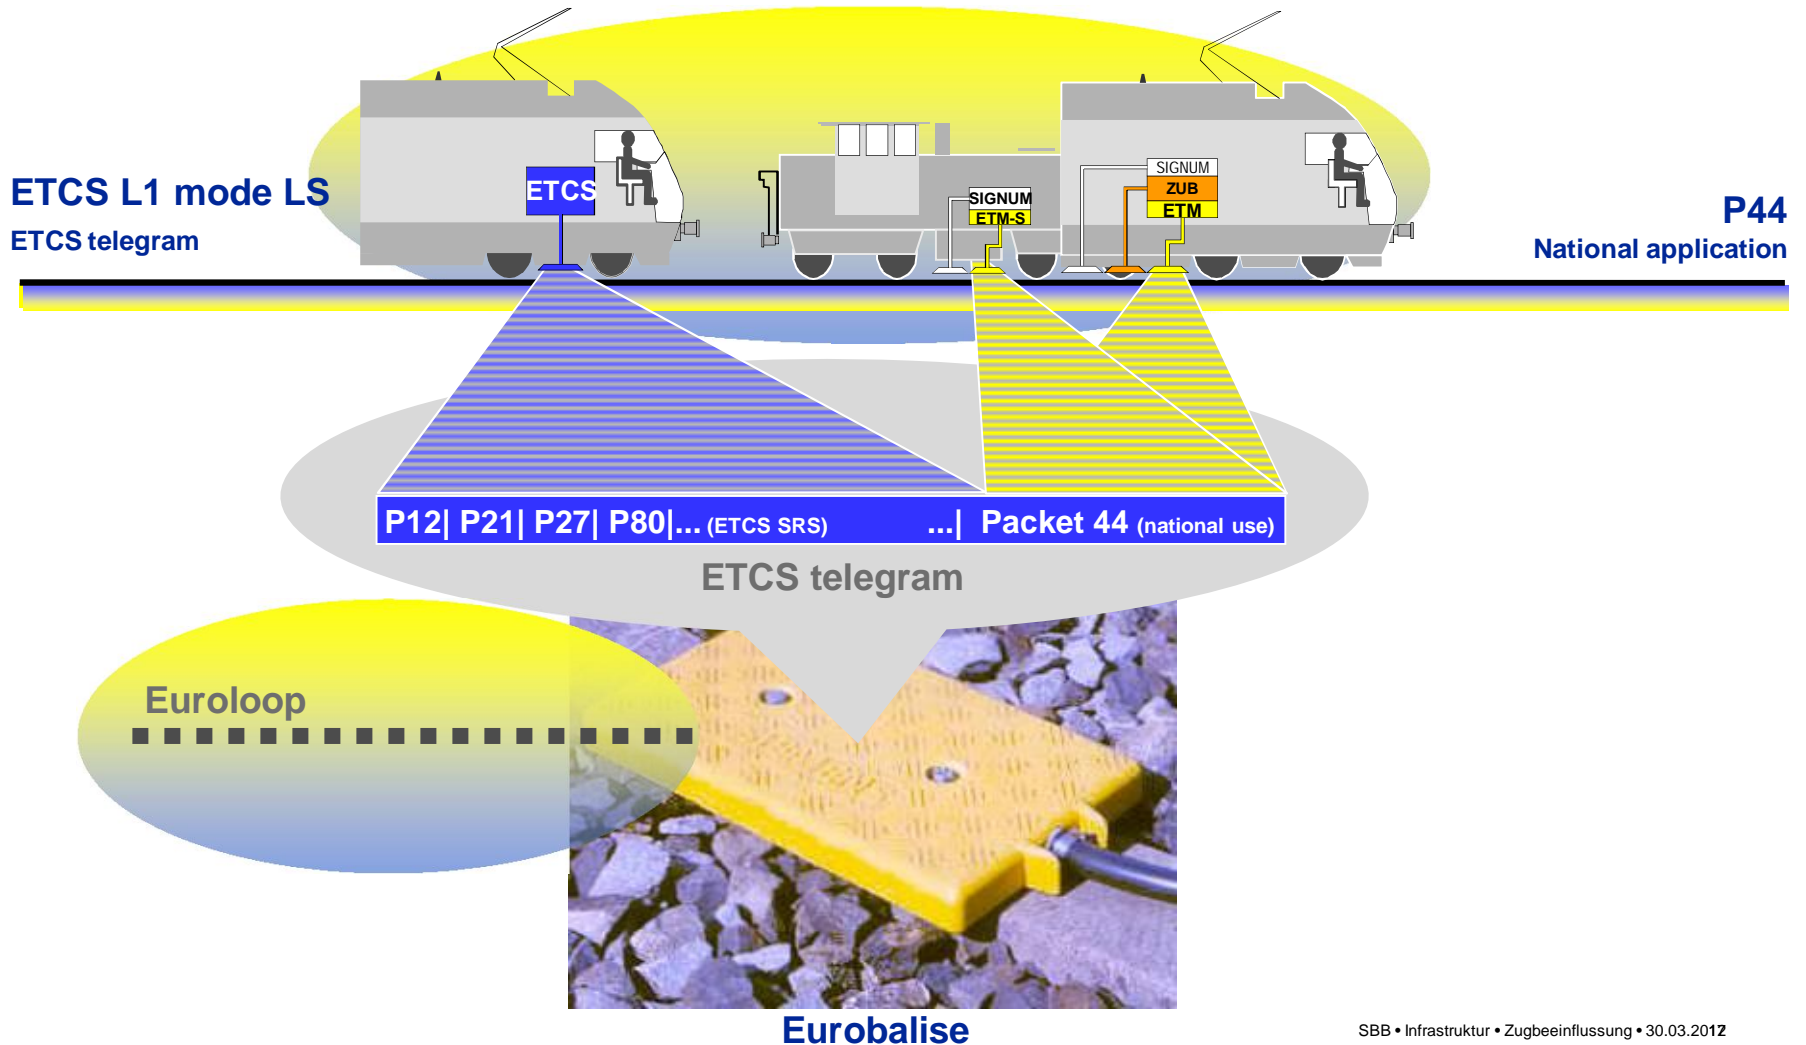 ETCS L1 mode LS
ETCS telegram
ETCS
SIGNUM
ETM-S
SIGNUM
ZUB
ETM
P44
National application
P12| P21| P27| P80|... (ETCS SRS) ...| Packet 44 (national use)
ETCS telegram
Euroloop
Eurobalise
SBB • Infrastruktur • Zugbeeinflussung • 30.03.2012